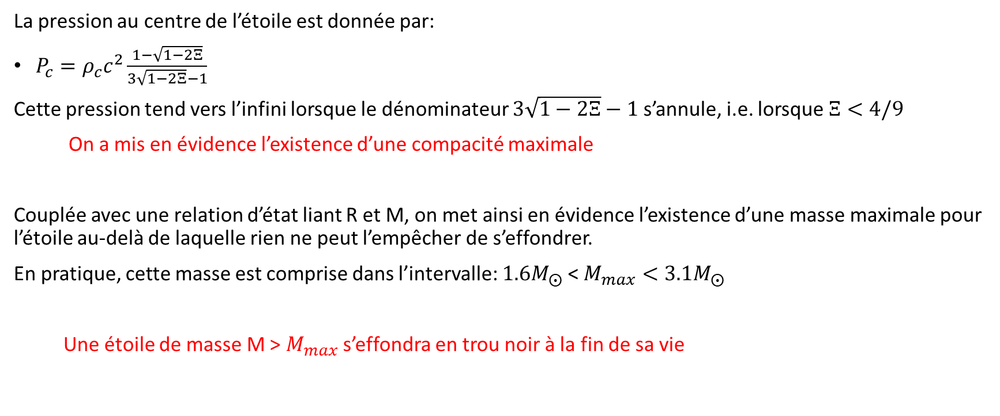 La pression au centre de l’étoile est donnée par:
• $P_c = \rho_c c^2 \frac{1-\sqrt{1-2\Xi}}{3\sqrt{1-2\Xi}-1}$
Cette pression tend vers l’infini lorsque le dénominateur $3\sqrt{1-2\Xi}-1$ s’annule, i.e. lorsque $\Xi < 4/9$
On a mis en évidence l’existence d’une compacité maximale
Couplée avec une relation d’état liant R et M, on met ainsi en évidence l’existence d’une masse maximale pour
l’étoile au-delà de laquelle rien ne peut l’empêcher de s’effondrer.
En pratique, cette masse est comprise dans l’intervalle: $1.6M_\odot < M_{max} < 3.1M_\odot$
Une étoile de masse M > $M_{max}$ s’effondra en trou noir à la fin de sa vie